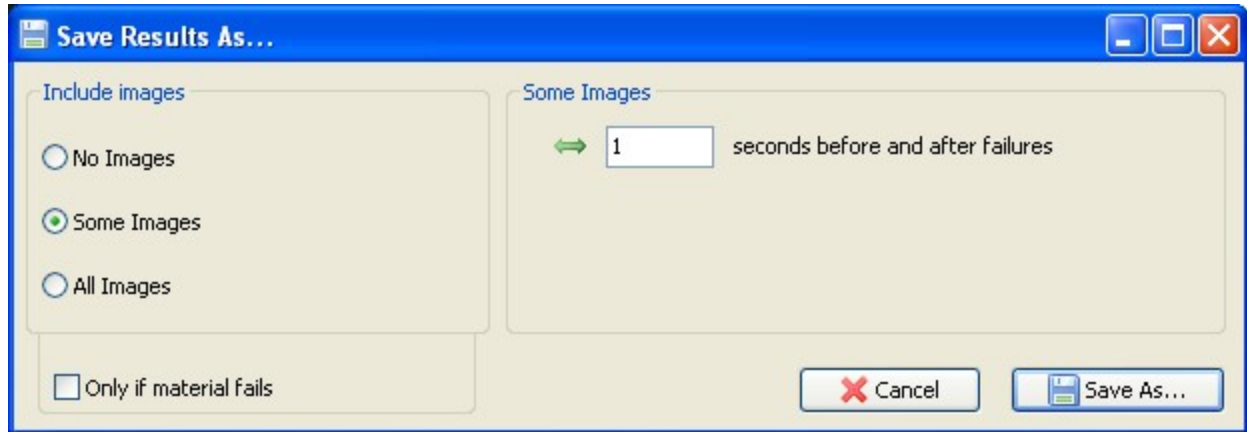 Save Results As...
Include images
No Images
Some Images
All Images
Only if material fails
Some Images
1 seconds before and after failures
Cancel
Save As...